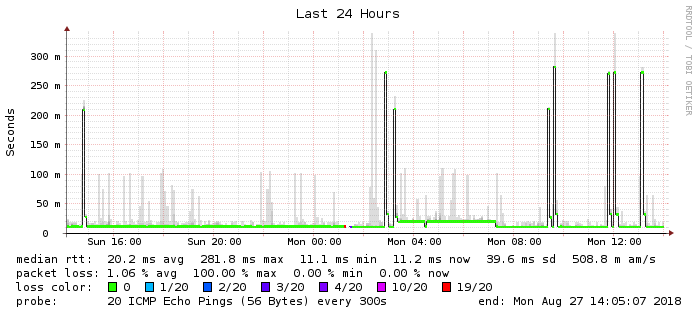 Last 24 Hours
RRDTOOL / TOBI OETIKER
Seconds
300 m
250 m
200 m
150 m
100 m
50 m
0
Sun 16:00 Sun 20:00 Mon 00:00 Mon 04:00 Mon 08:00 Mon 12:00
median rtt: 20.2 ms avg 281.8 ms max 11.1 ms min 11.2 ms now 39.6 ms sd 508.8 m am/s
packet loss: 1.06 % avg 100.00 % max 0.00 % min 0.00 % now
loss color: 0 1/20 2/20 3/20 4/20 10/20 19/20
probe: 20 ICMP Echo Pings (56 Bytes) every 300s end: Mon Aug 27 14:05:07 2018